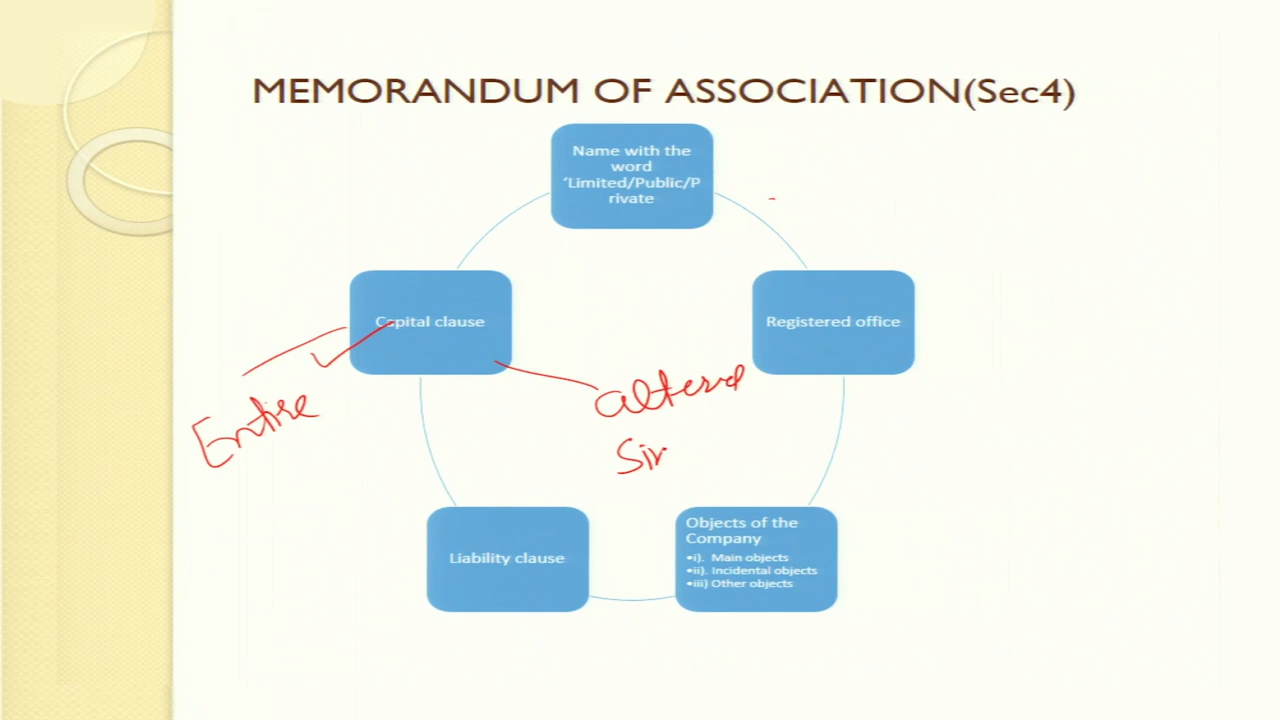 MEMORANDUM OF ASSOCIATION(Sec4)
Name with the
word
‘Limited/Public/P
rivate
Capital clause
Registered office
Entire
altered
Sir
Liability clause
Objects of the
Company
•i). Main objects
•ii). Incidental objects
•iii) Other objects